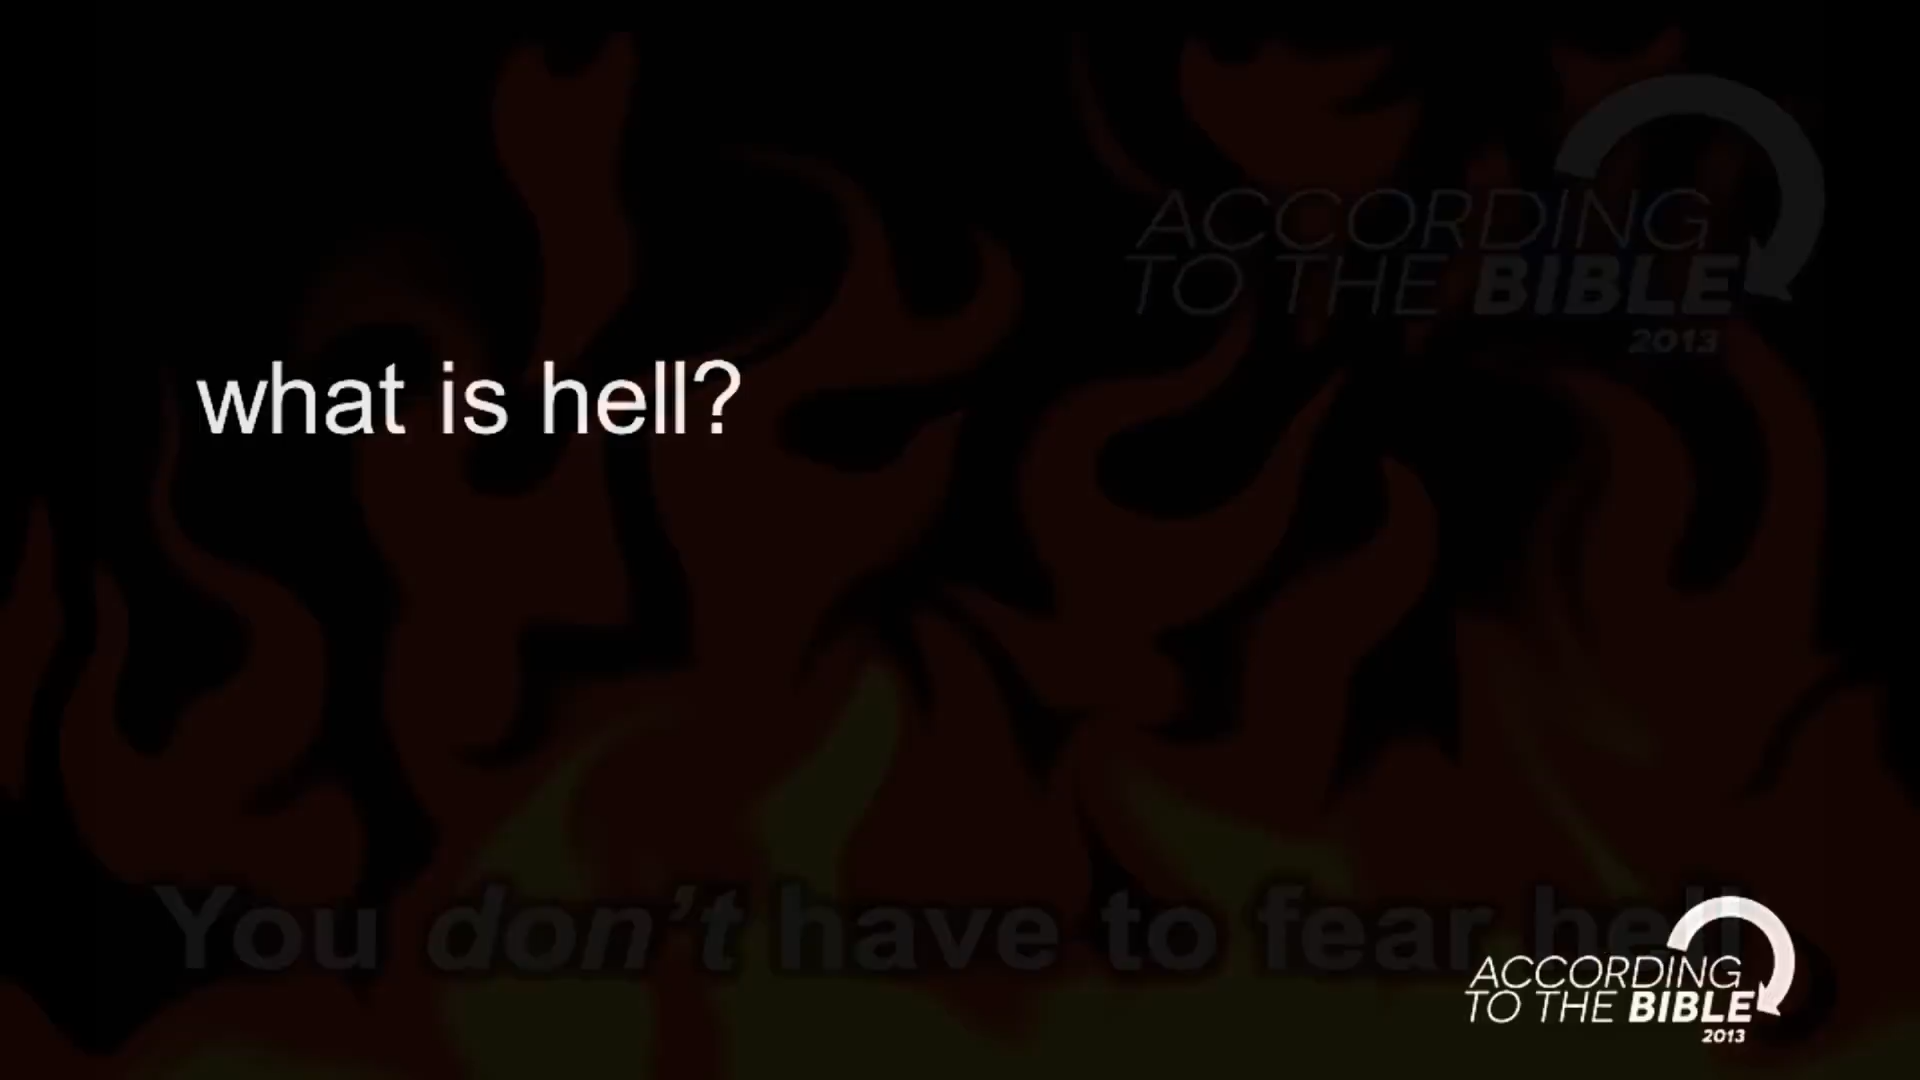 ACCORDING
TO THE BIBLE
2013
what is hell?
You don't have to fear hell
ACCORDING
TO THE BIBLE
2013